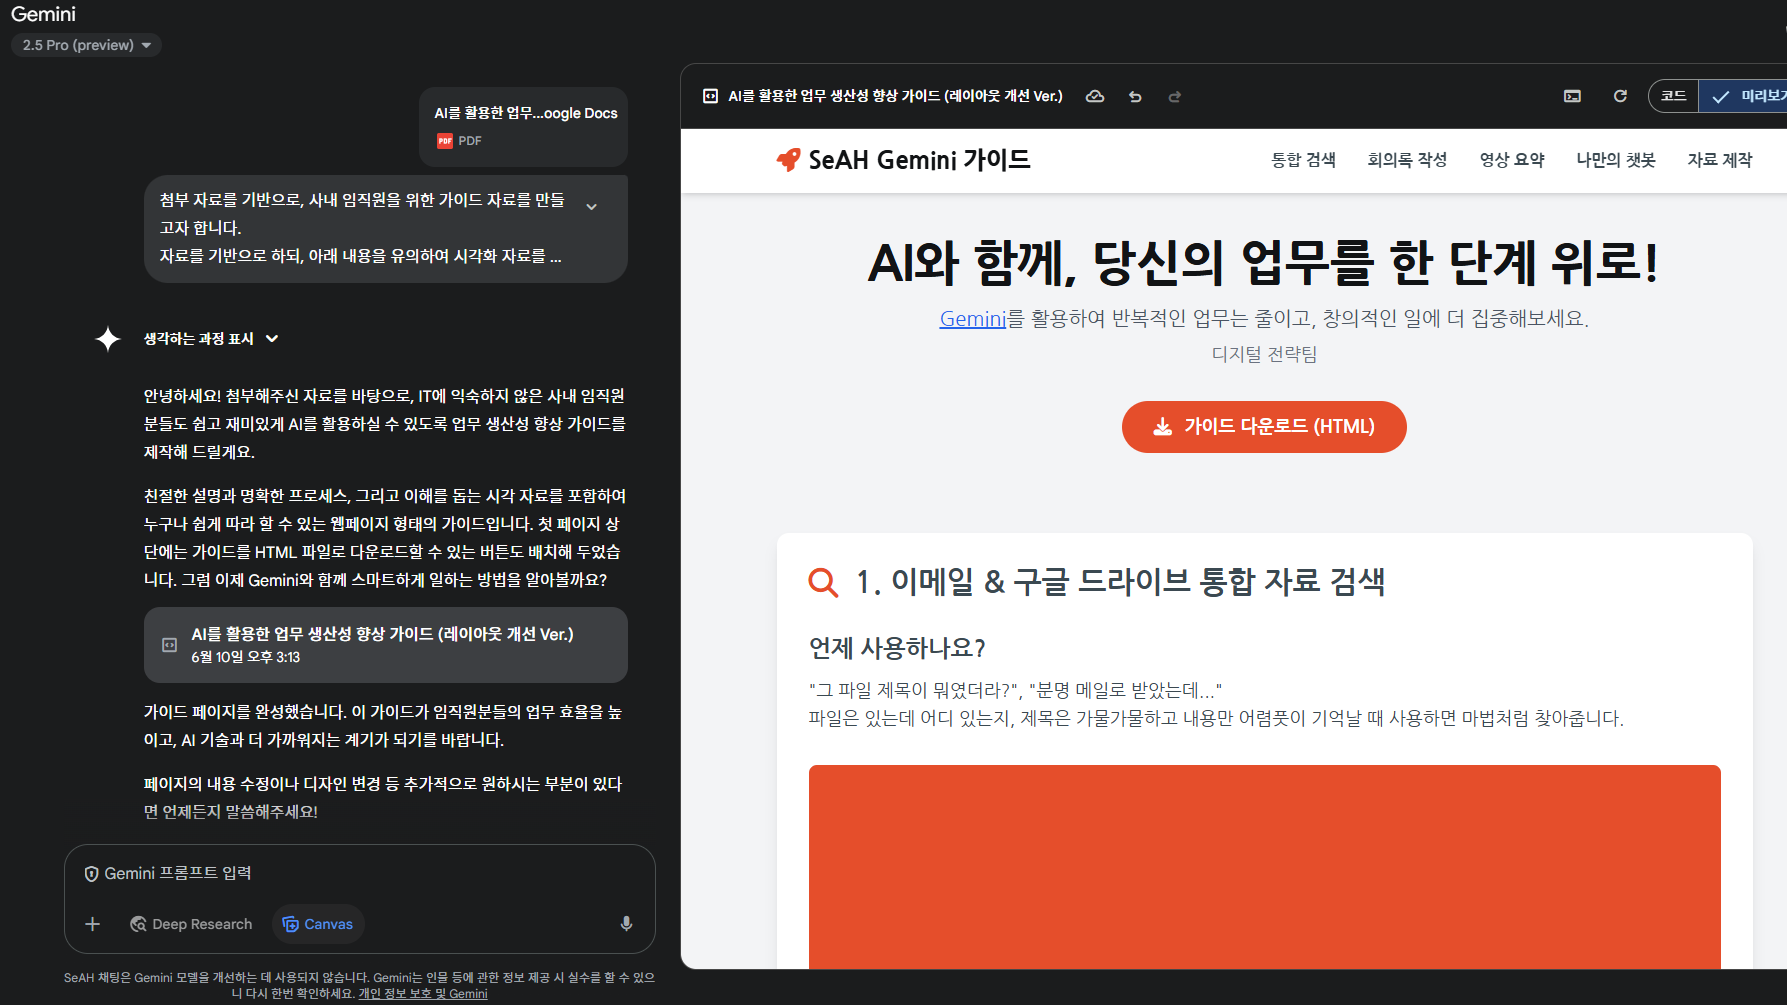 Gemini
2.5 Pro (preview)
AI를 활용한 업무...oogle Docs
PDF PDF
첨부 자료를 기반으로, 사내 임직원을 위한 가이드 자료를 만들
고자 합니다.
자료를 기반으로 하되, 아래 내용을 유의하여 시각화 자료를 ...
생각하는 과정 표시
안녕하세요! 첨부해주신 자료를 바탕으로, IT에 익숙하지 않은 사내 임직원
분들도 쉽고 재미있게 AI를 활용하실 수 있도록 업무 생산성 향상 가이드를
제작해 드릴게요.
친절한 설명과 명확한 프로세스, 그리고 이해를 돕는 시각 자료를 포함하여
누구나 쉽게 따라 할 수 있는 웹페이지 형태의 가이드입니다. 첫 페이지 상
단에는 가이드를 HTML 파일로 다운로드할 수 있는 버튼도 배치해 두었습
니다. 그럼 이제 Gemini와 함께 스마트하게 일하는 방법을 알아볼까요?
AI를 활용한 업무 생산성 향상 가이드 (레이아웃 개선 Ver.)
6월 10일 오후 3:13
가이드 페이지를 완성했습니다. 이 가이드가 임직원분들의 업무 효율을 높
이고, AI 기술과 더 가까워지는 계기가 되기를 바랍니다.
페이지의 내용 수정이나 디자인 변경 등 추가적으로 원하시는 부분이 있다
면 언제든지 말씀해주세요!
Gemini 프롬프트 입력
Deep Research
Canvas
SeAH 채팅은 Gemini 모델을 개선하는 데 사용되지 않습니다. Gemini는 인물 등에 관한 정보 제공 시 실수를 할 수 있으
니 다시 한번 확인하세요. 개인 정보 보호 및 Gemini
AI를 활용한 업무 생산성 향상 가이드 (레이아웃 개선 Ver.)
코드
미리보기
SeAH Gemini 가이드
통합 검색
회의록 작성
영상 요약
나만의 챗봇
자료 제작
AI와 함께, 당신의 업무를 한 단계 위로!
Gemini를 활용하여 반복적인 업무는 줄이고, 창의적인 일에 더 집중해보세요.
디지털 전략팀
가이드 다운로드 (HTML)
1. 이메일 & 구글 드라이브 통합 자료 검색
언제 사용하나요?
"그 파일 제목이 뭐였더라?", "분명 메일로 받았는데..."
파일은 있는데 어디 있는지, 제목은 가물가물하고 내용만 어렴풋이 기억날 때 사용하면 마법처럼 찾아줍니다.